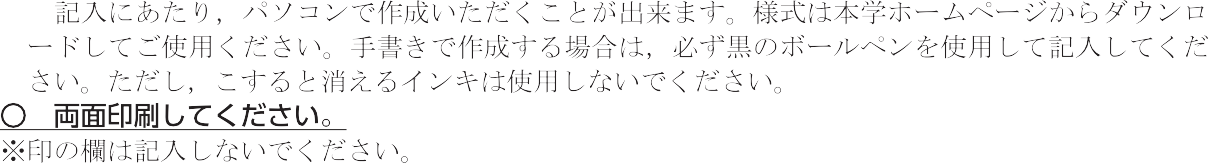 記入にあたり，パソコンで作成いただくことが出来ます。様式は本学ホームページからダウンロ
ードしてご使用ください。手書きで作成する場合は，必ず黒のボールペンを使用して記入してくだ
さい。ただし，こすると消えるインキは使用しないでください。
○　両面印刷してください。
※印の欄は記入しないでください。